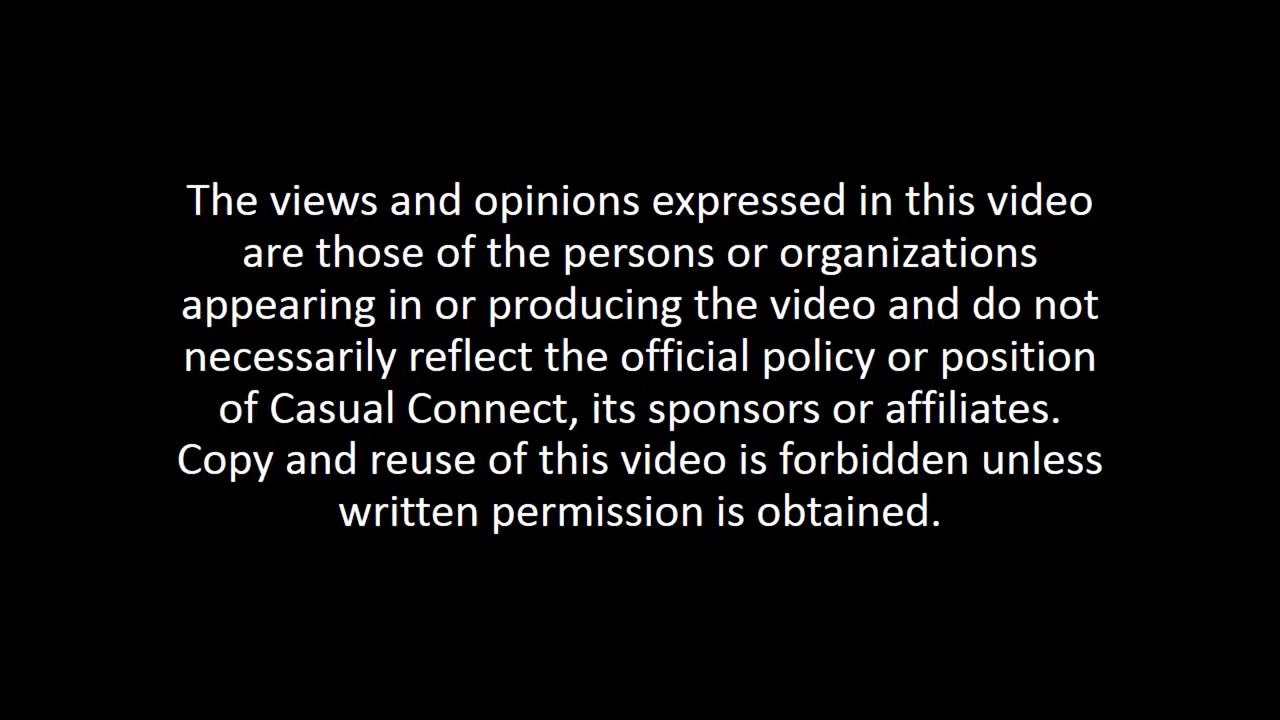 The views and opinions expressed in this video
are those of the persons or organizations
appearing in or producing the video and do not
necessarily reflect the official policy or position
of Casual Connect, its sponsors or affiliates.
Copy and reuse of this video is forbidden unless
written permission is obtained.